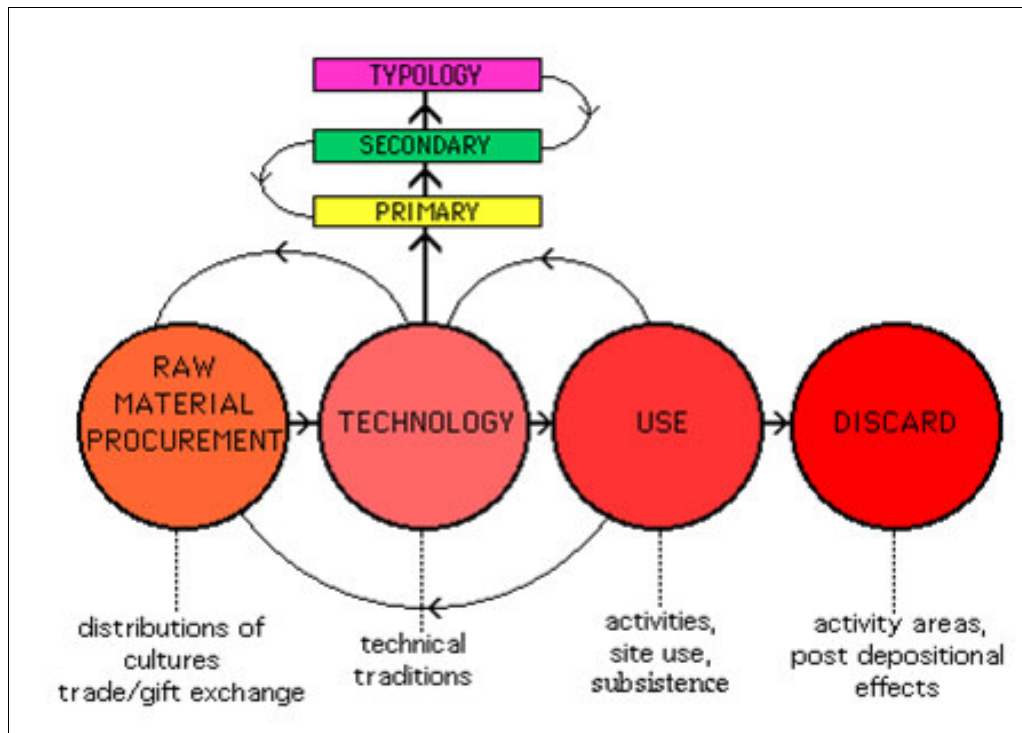 TYPOLOGY
SECONDARY
PRIMARY
RAW
MATERIAL
PROCUREMENT
TECHNOLOGY
USE
DISCARD
distributions of
cultures
trade/gift exchange
technical
traditions
activities,
site use,
subsistence
activity areas,
post depositional
effects